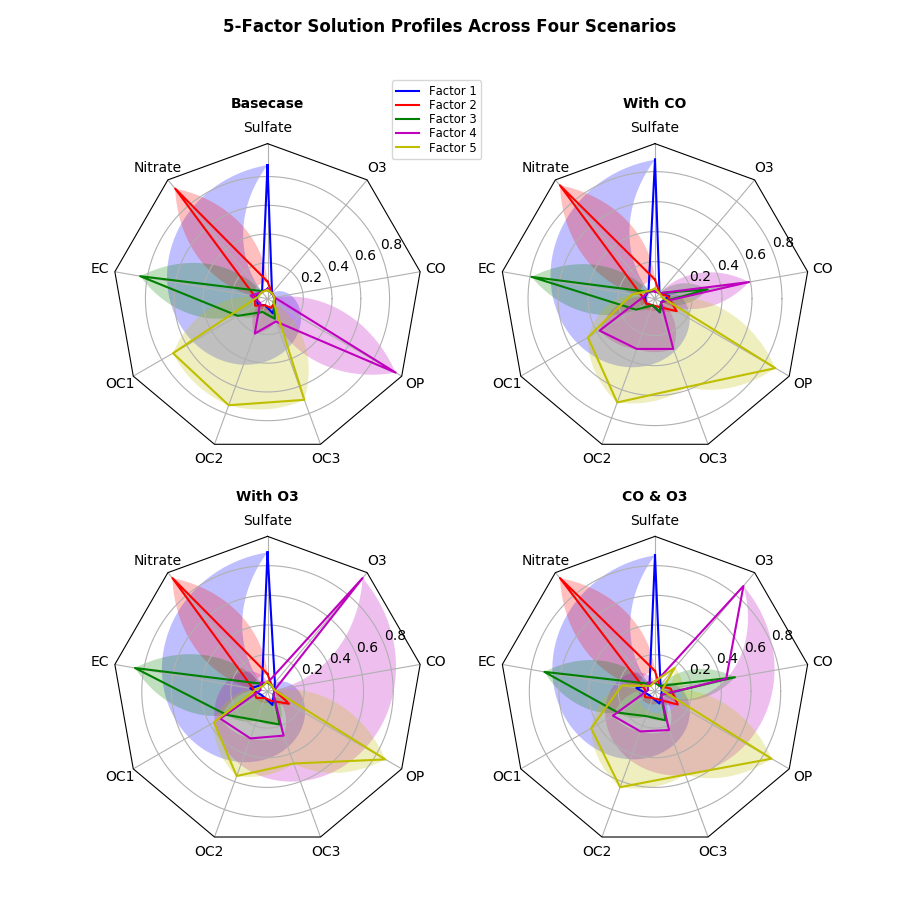 5-Factor Solution Profiles Across Four Scenarios
Factor 1
Factor 2
Factor 3
Factor 4
Factor 5
Basecase
Sulfate
Nitrate
O3
EC
CO
OC1
OP
OC2
OC3
0.2
0.4
0.6
0.8
With CO
Sulfate
Nitrate
O3
EC
CO
OC1
OP
OC2
OC3
0.2
0.4
0.6
0.8
With O3
Sulfate
Nitrate
O3
EC
CO
OC1
OP
OC2
OC3
0.2
0.4
0.6
0.8
CO & O3
Sulfate
Nitrate
O3
EC
CO
OC1
OP
OC2
OC3
0.2
0.4
0.6
0.8